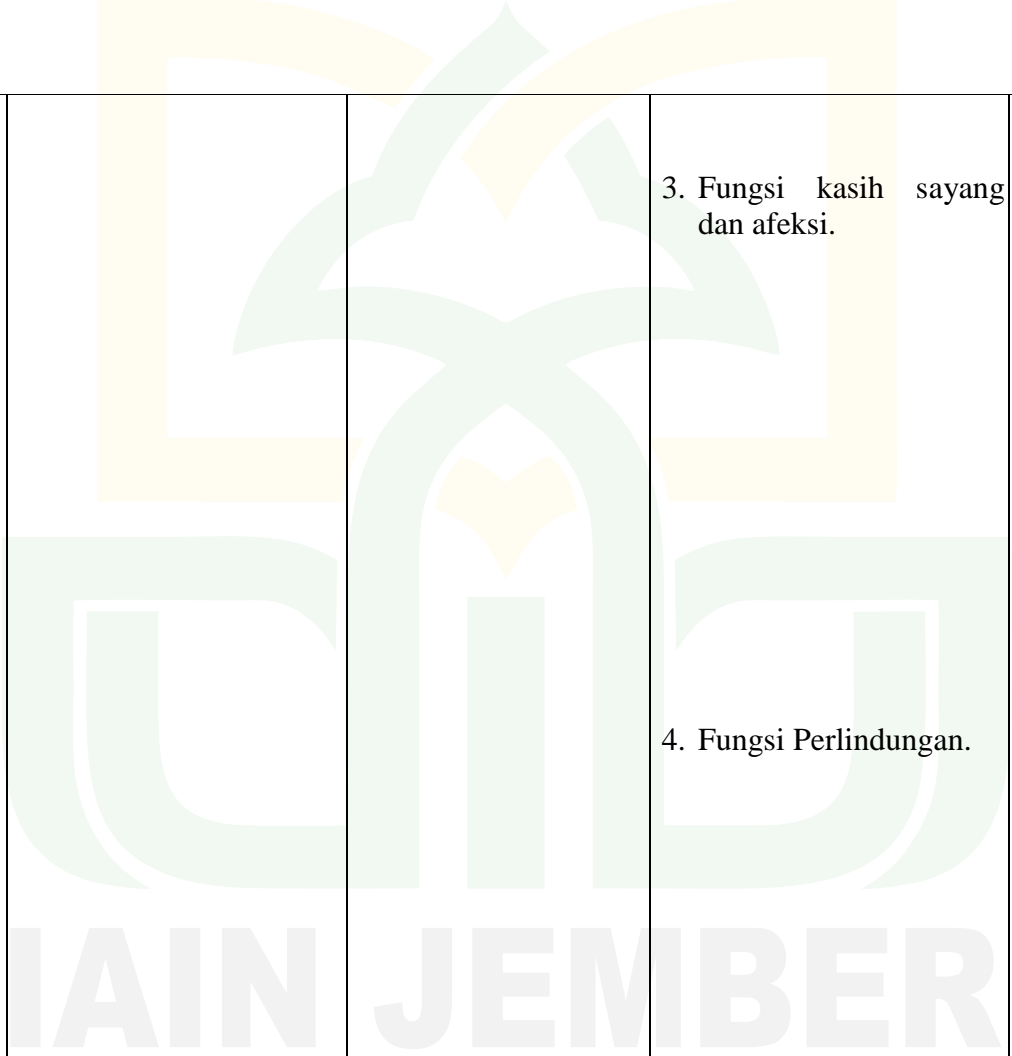 3. Fungsi kasih sayang
dan afeksi.
4. Fungsi Perlindungan.
IAIN JEMBER